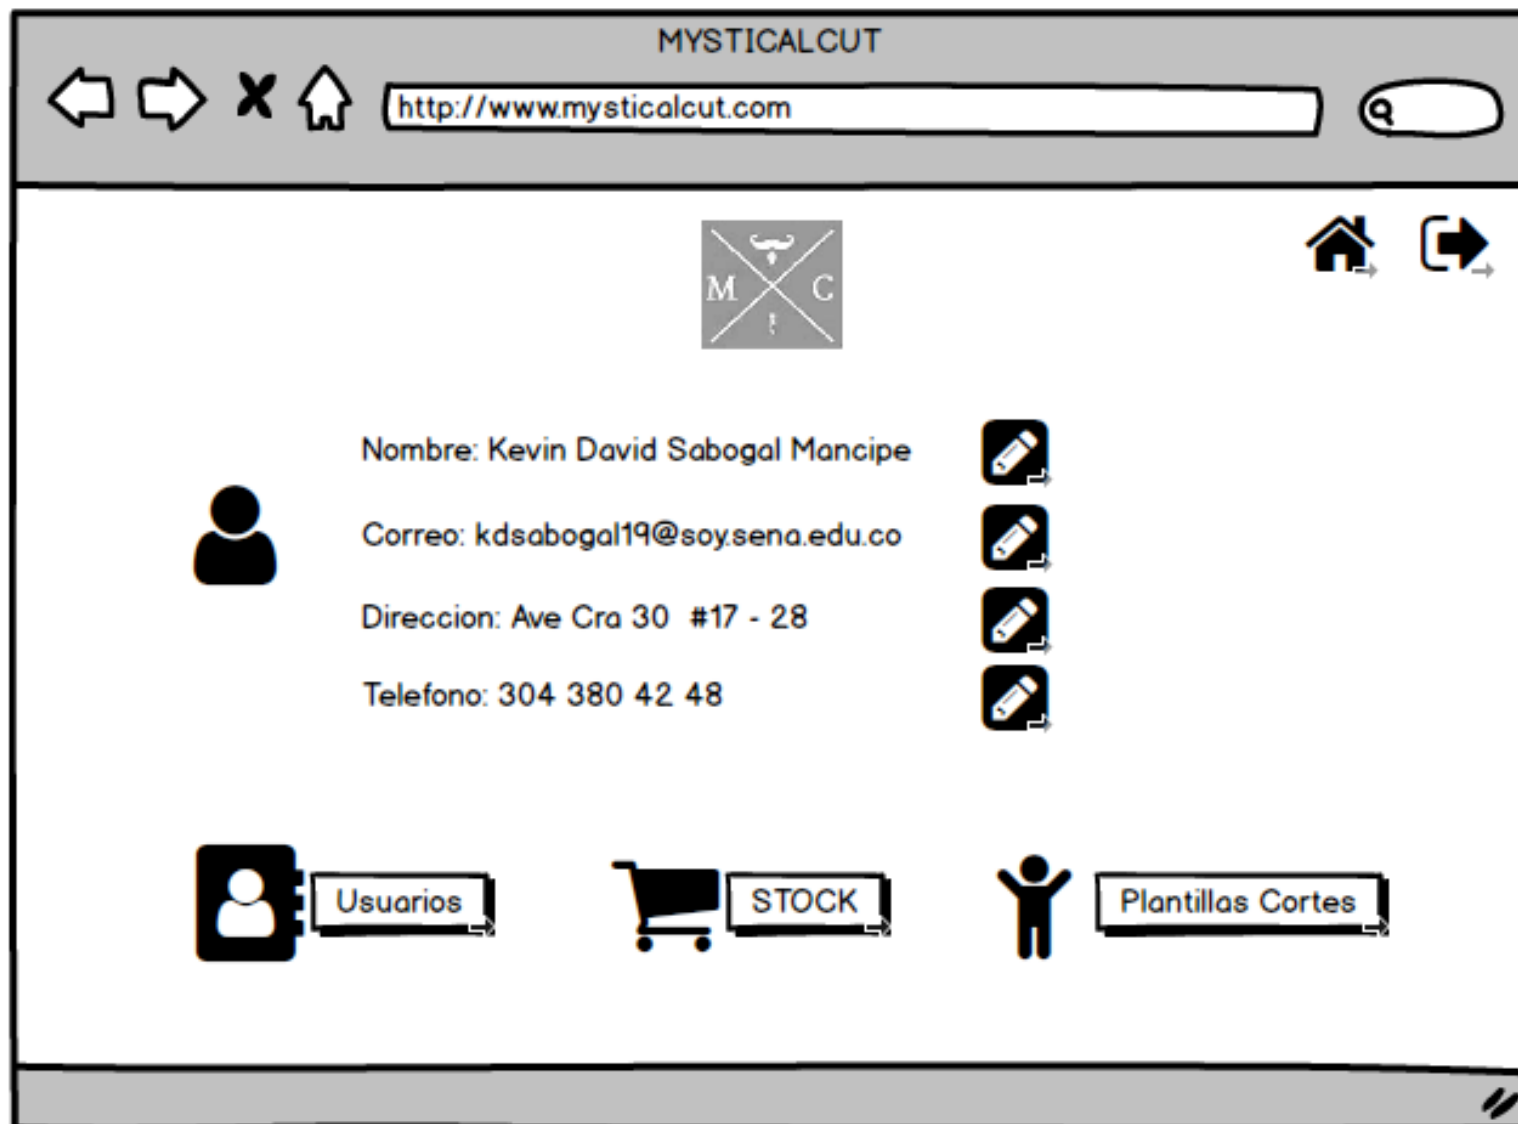 MYSTICALCUT
http://www.mysticalcut.com
M C
Nombre: Kevin David Sabogal Mancipe
Correo: kdsabogal19@soy.sena.edu.co
Direccion: Ave Cra 30 #17 - 28
Telefono: 304 380 42 48
Usuarios
STOCK
Plantillas Cortes